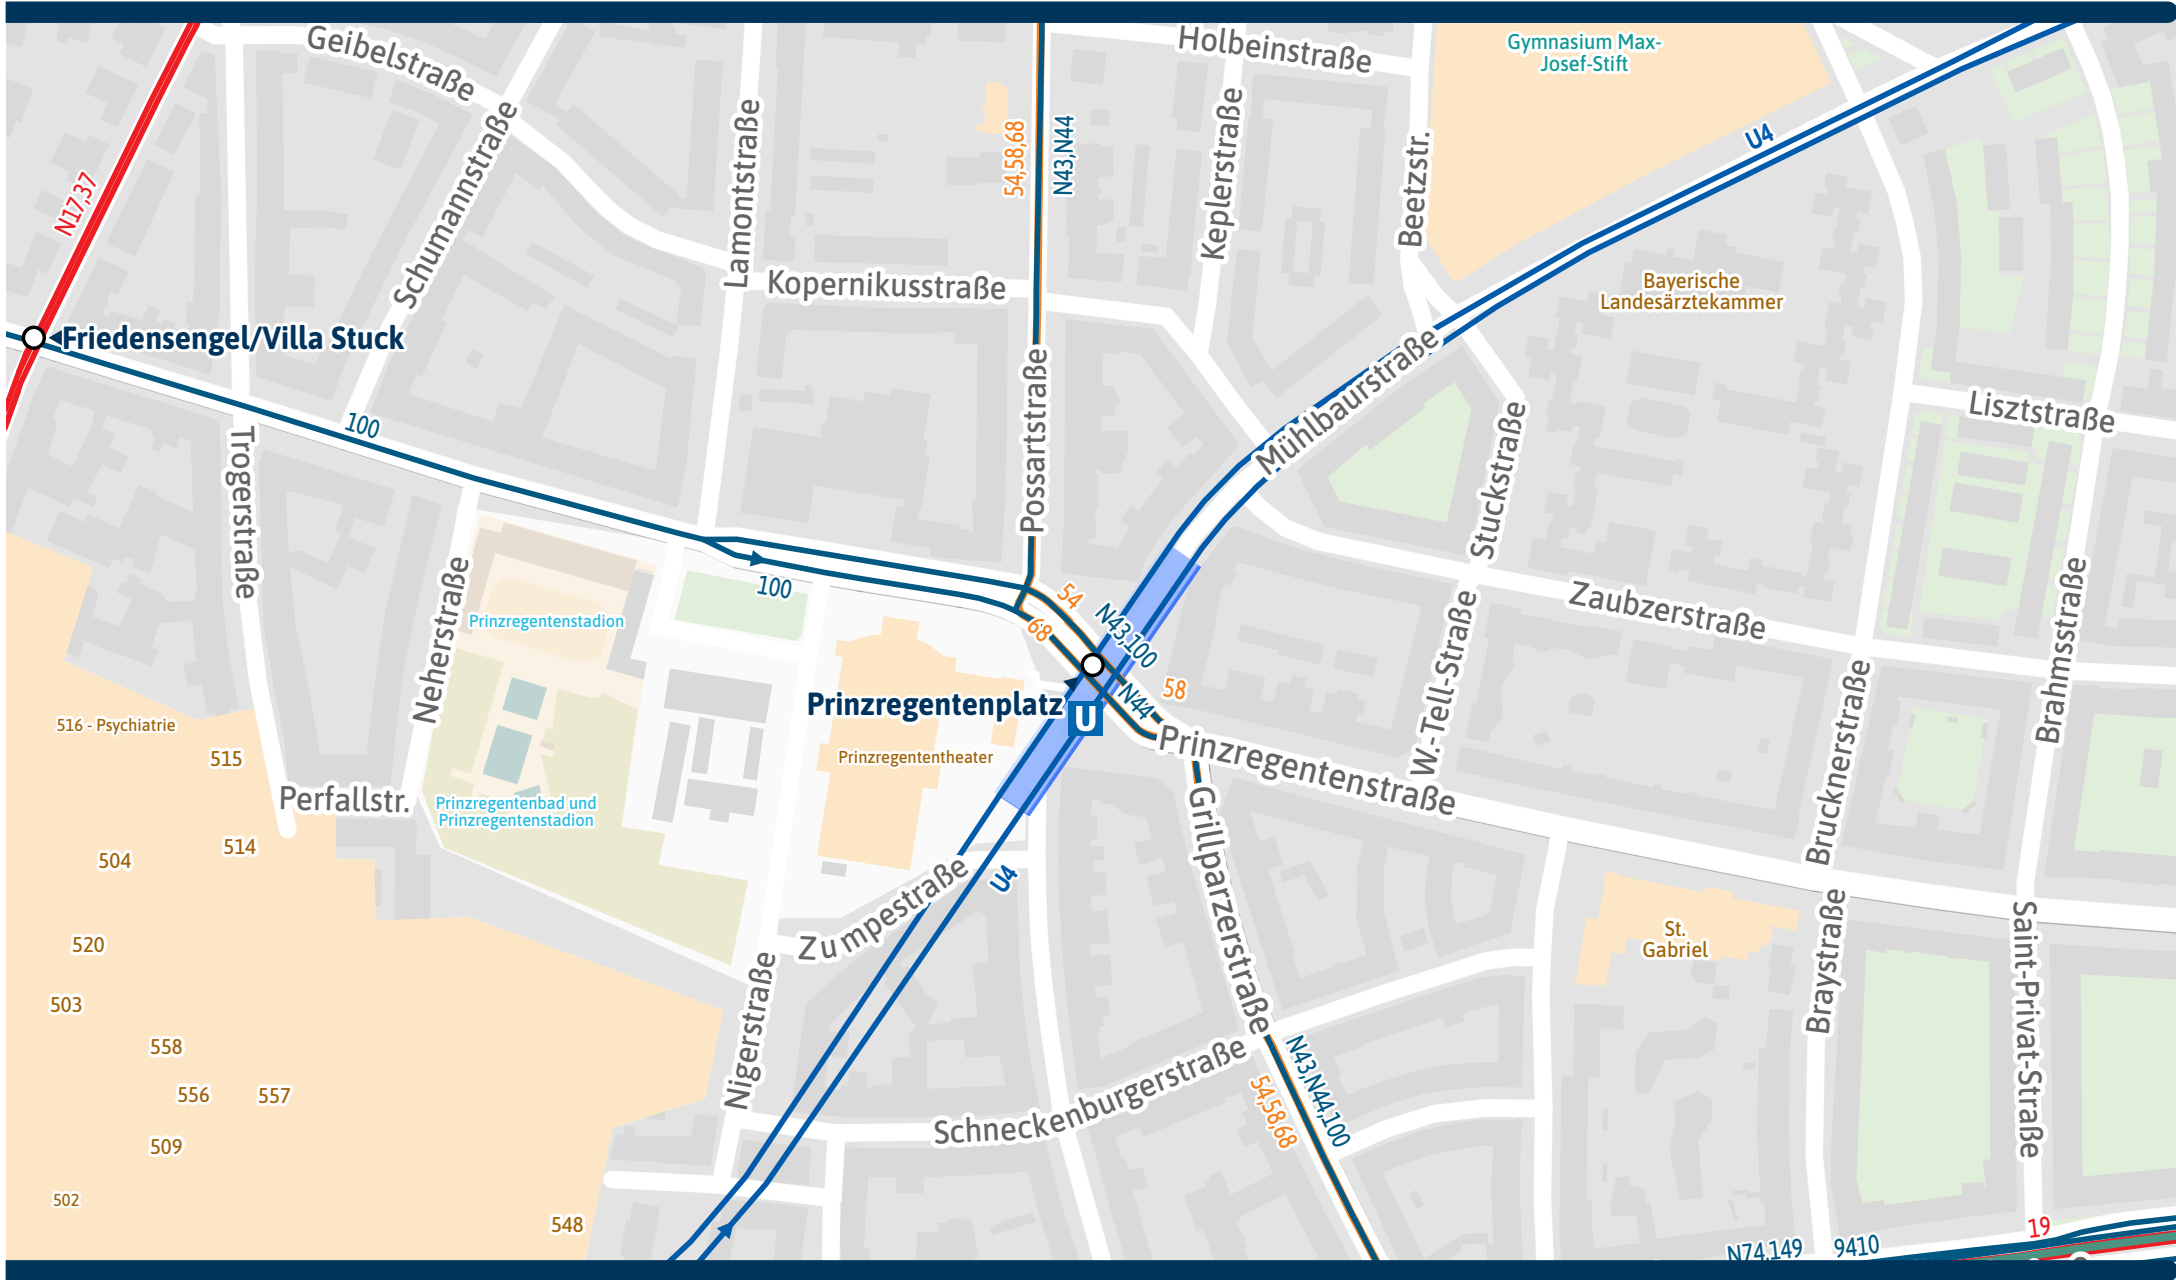 Geibelstraße
Holbeinstraße
Gymnasium Max-
Josef-Stift
Schumannstraße
Lamontstraße
54,58,68
N43,N44
Keplerstraße
Beetzstr.
U4
N17,37
Kopernikusstraße
Bayerische
Landesärztekammer
Friedensengel/Villa Stuck
100
Possartstraße
Mühlbaurstraße
Lisztstraße
Trogerstraße
Stuckstraße
100
54
68
N43,100
Zaubzerstraße
Neherstraße
Prinzregentenstadion
W.-Tell-Straße
Brahmsstraße
58
N44
Prinzregentenplatz
U
Prinzregentenstraße
Brucknerstraße
516 - Psychiatrie
515
Prinzregententheater
Perfallstr.
Prinzregentenbad und
Prinzregentenstadion
514
504
Grillparzerstraße
Zumpestraße
U4
St.
Gabriel
Braystraße
Saint-Privat-Straße
520
503
Nigerstraße
558
556
557
509
Schneckenburgerstraße
N43,N44,100
54,58,68
502
548
N74,149
9410
19